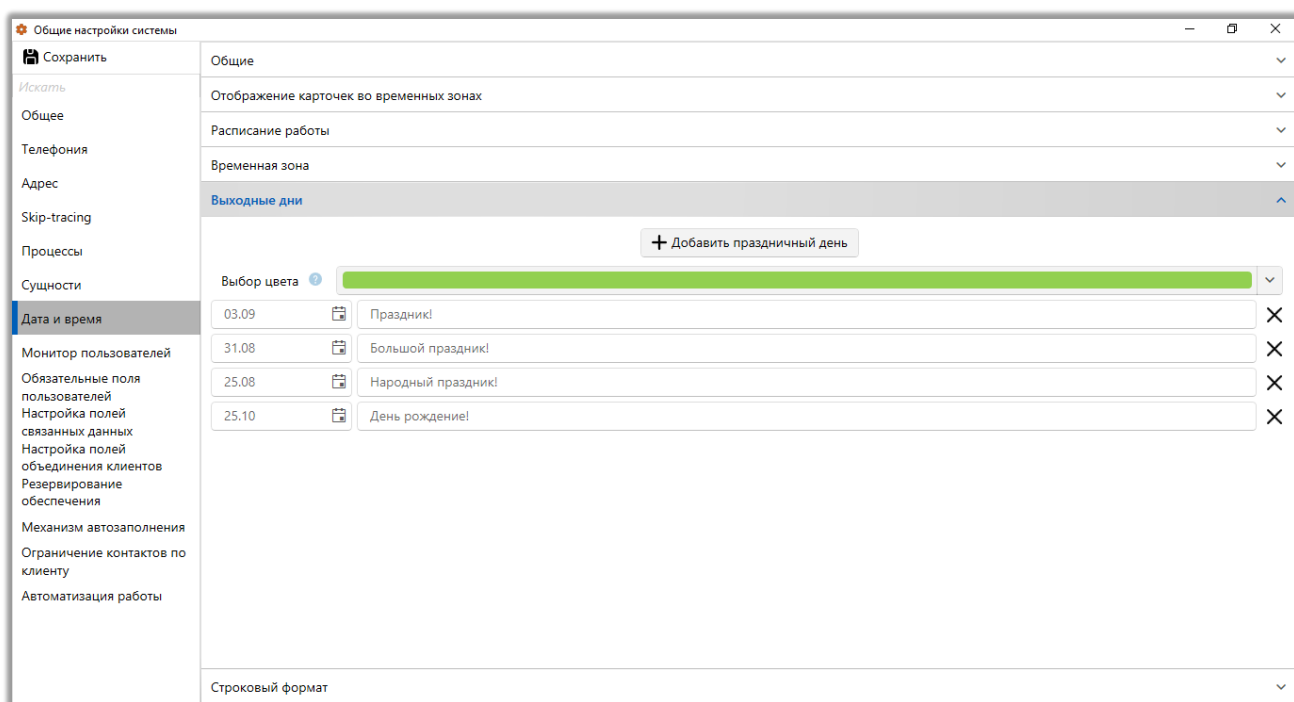 Общие настройки системы
Сохранить
Искать
Общее
Телефония
Адрес
Skip-tracing
Процессы
Сущности
Дата и время
Монитор пользователей
Обязательные поля
пользователей
Настройка полей
связанных данных
Настройка полей
объединения клиентов
Резервирование
обеспечения
Механизм автозаполнения
Ограничение контактов по
клиенту
Автоматизация работы
Общие
Отображение карточек во временных зонах
Расписание работы
Временная зона
Выходные дни
Добавить праздничный день
Выбор цвета ?
03.09 Праздник!
31.08 Большой праздник!
25.08 Народный праздник!
25.10 День рождение!
Строковый формат